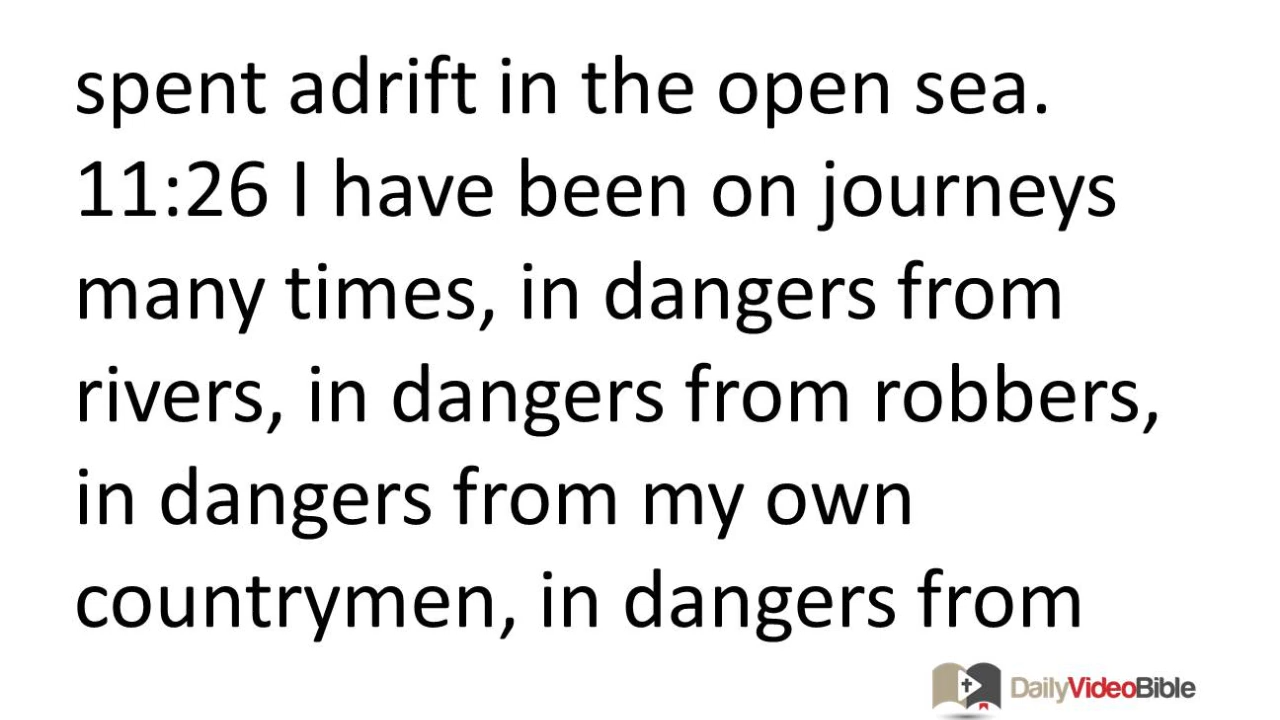 spent adrift in the open sea.
11:26 I have been on journeys
many times, in dangers from
rivers, in dangers from robbers,
in dangers from my own
countrymen, in dangers from
DailyVideoBible